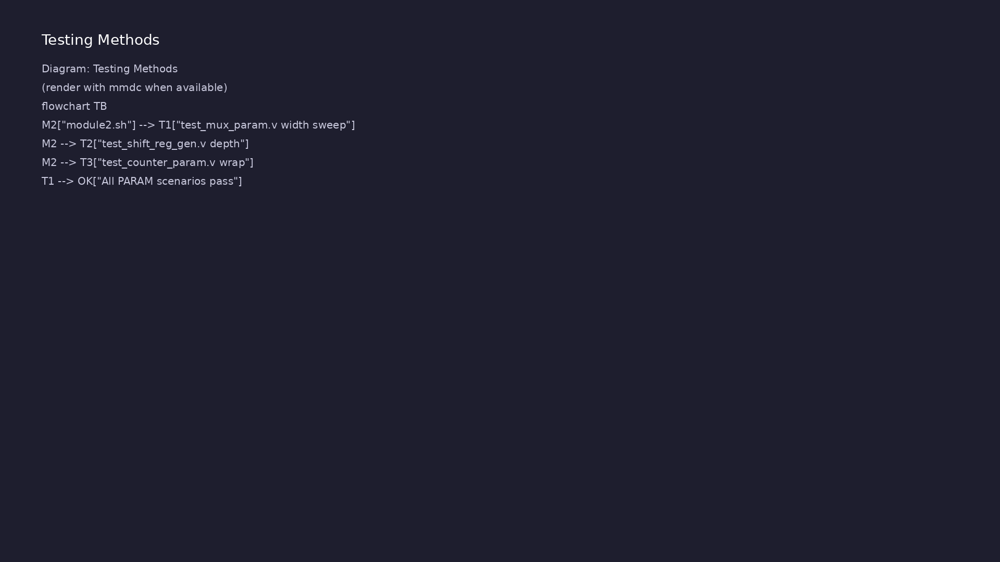 Testing Methods
Diagram: Testing Methods
(render with mmdc when available)
flowchart TB
M2["module2.sh"] --> T1["test_mux_param.v width sweep"]
M2 --> T2["test_shift_reg_gen.v depth"]
M2 --> T3["test_counter_param.v wrap"]
T1 --> OK["All PARAM scenarios pass"]